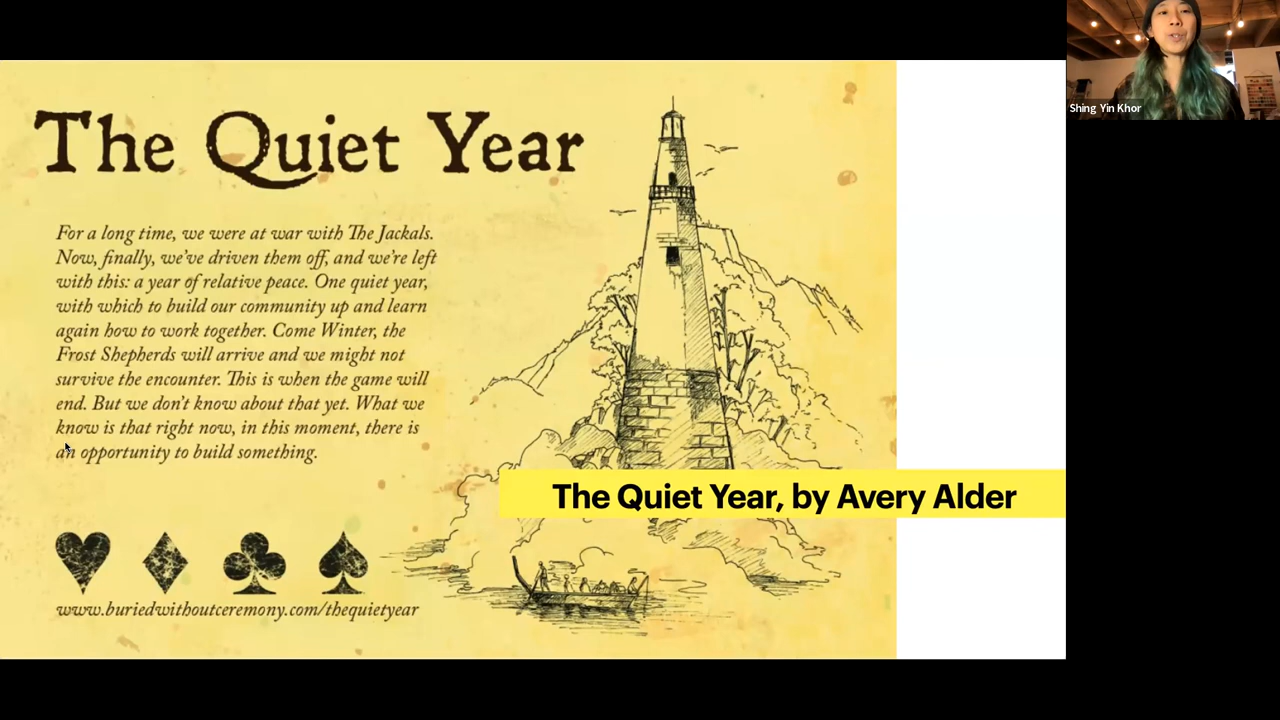 Shing Yin Khor
The Quiet Year
For a long time, we were at war with The Jackals.
Now, finally, we've driven them off, and we're left
with this: a year of relative peace. One quiet year,
with which to build our community up and learn
again how to work together. Come Winter, the
Frost Shepherds will arrive and we might not
survive the encounter. This is when the game will
end. But we don't know about that yet. What we
know is that right now, in this moment, there is
an opportunity to build something.
The Quiet Year, by Avery Alder
www.buriedwithoutceremony.com/thequietyear